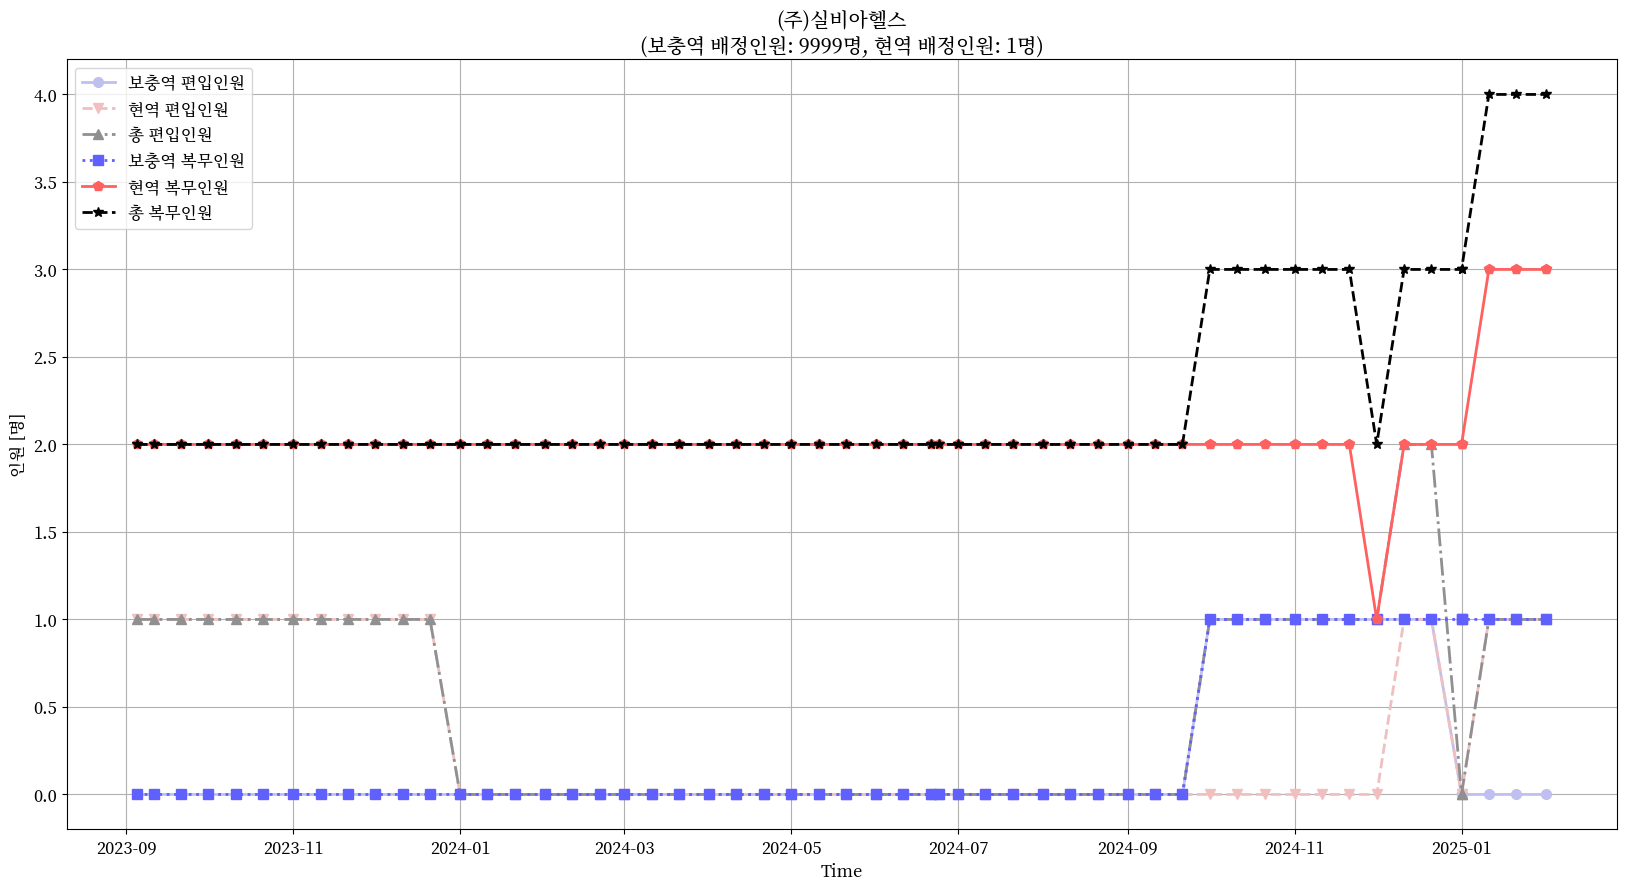 (주)실비아헬스
(보충역 배정인원: 9999명, 현역 배정인원: 1명)
보충역 편입인원
현역 편입인원
총 편입인원
보충역 복무인원
현역 복무인원
총 복무인원
4.0
3.5
3.0
2.5
2.0
1.5
1.0
0.5
0.0
인원 [명]
2023-09 2023-11 2024-01 2024-03 2024-05 2024-07 2024-09 2024-11 2025-01
Time